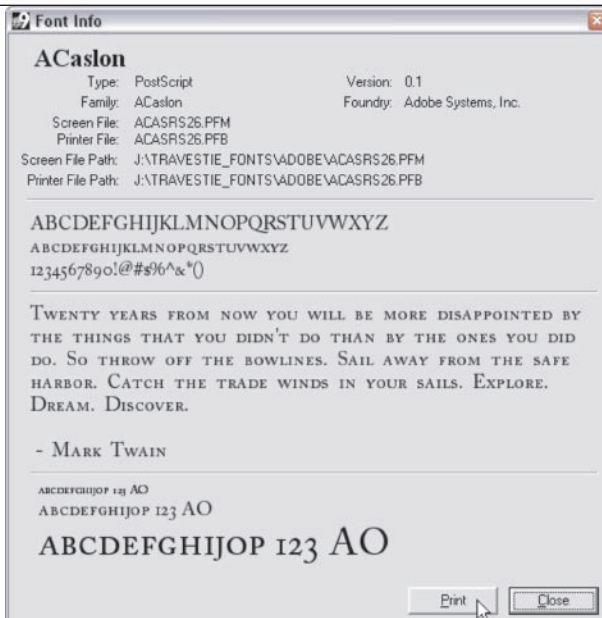 Font Info
ACaslon
Type: PostScript Version: 0.1
Family: ACaslon Foundry: Adobe Systems, Inc.
Screen File: ACASRS26.PFM
Printer File: ACASRS26.PFB
Screen File Path: J:\TRAVESTIE_FONTS\ADOBE\ACASRS26.PFM
Printer File Path: J:\TRAVESTIE_FONTS\ADOBE\ACASRS26.PFB
ABCDEFGHIJKLMNOPQRSTUVWXYZ
ABCDEFGHIJKLMNOPQRSTUVWXYZ
1234567890!@#$%^&*()
TWENTY YEARS FROM NOW YOU WILL BE MORE DISAPPOINTED BY
THE THINGS THAT YOU DIDN'T DO THAN BY THE ONES YOU DID
DO. SO THROW OFF THE BOWLINES. SAIL AWAY FROM THE SAFE
HARBOR. CATCH THE TRADE WINDS IN YOUR SAILS. EXPLORE.
DREAM. DISCOVER.
- MARK TWAIN
ABCDEFGHIJOP 123 AO
ABCDEFGHIJOP 123 AO
ABCDEFGHIJOP 123 AO
Print Close